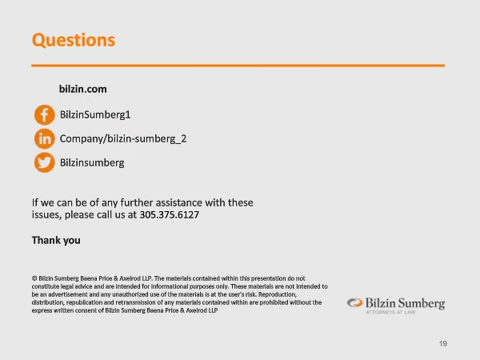 Questions
bilzin.com
BilzinSumberg1
Company/bilzin-sumberg_2
Bilzinsumberg
If we can be of any further assistance with these
issues, please call us at 305.375.6127
Thank you
© Bilzin Sumberg Baena Price & Axelrod LLP. The materials contained within this presentation do not
constitute legal advice and are intended for informational purposes only. These materials are not intended to
be an advertisement and any unauthorized use of the materials is at the user's risk. Reproduction,
distribution, republication and retransmission of any materials contained within are prohibited without the
express written consent of Bilzin Sumberg Baena Price & Axelrod LLP
Bilzin Sumberg
ATTORNEYS AT LAW
19